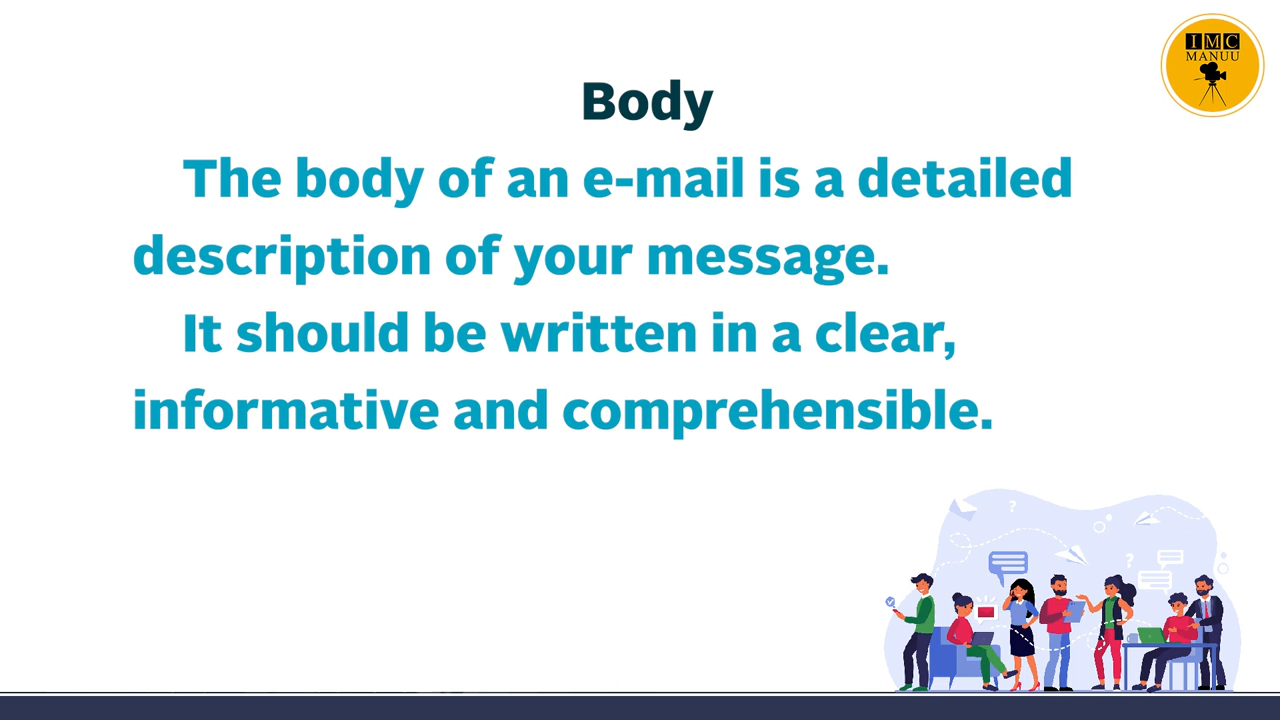 IMC
MANUU
Body
The body of an e-mail is a detailed
description of your message.
It should be written in a clear,
informative and comprehensible.